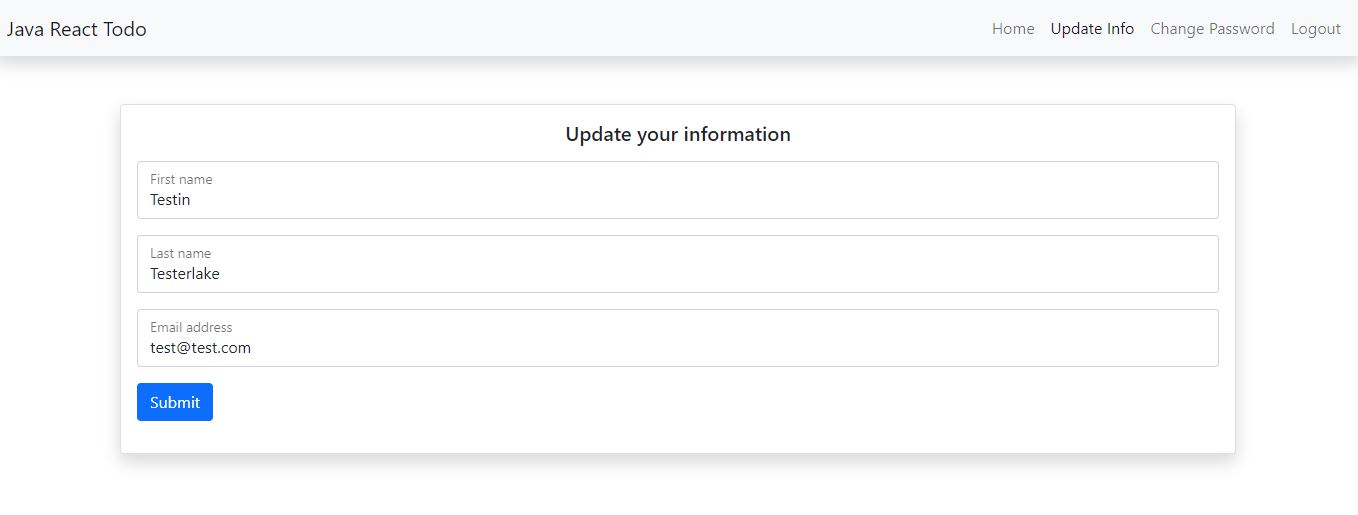 Java React Todo
Home Update Info Change Password Logout
Update your information
First name
Testin
Last name
Testerlake
Email address
test@test.com
Submit